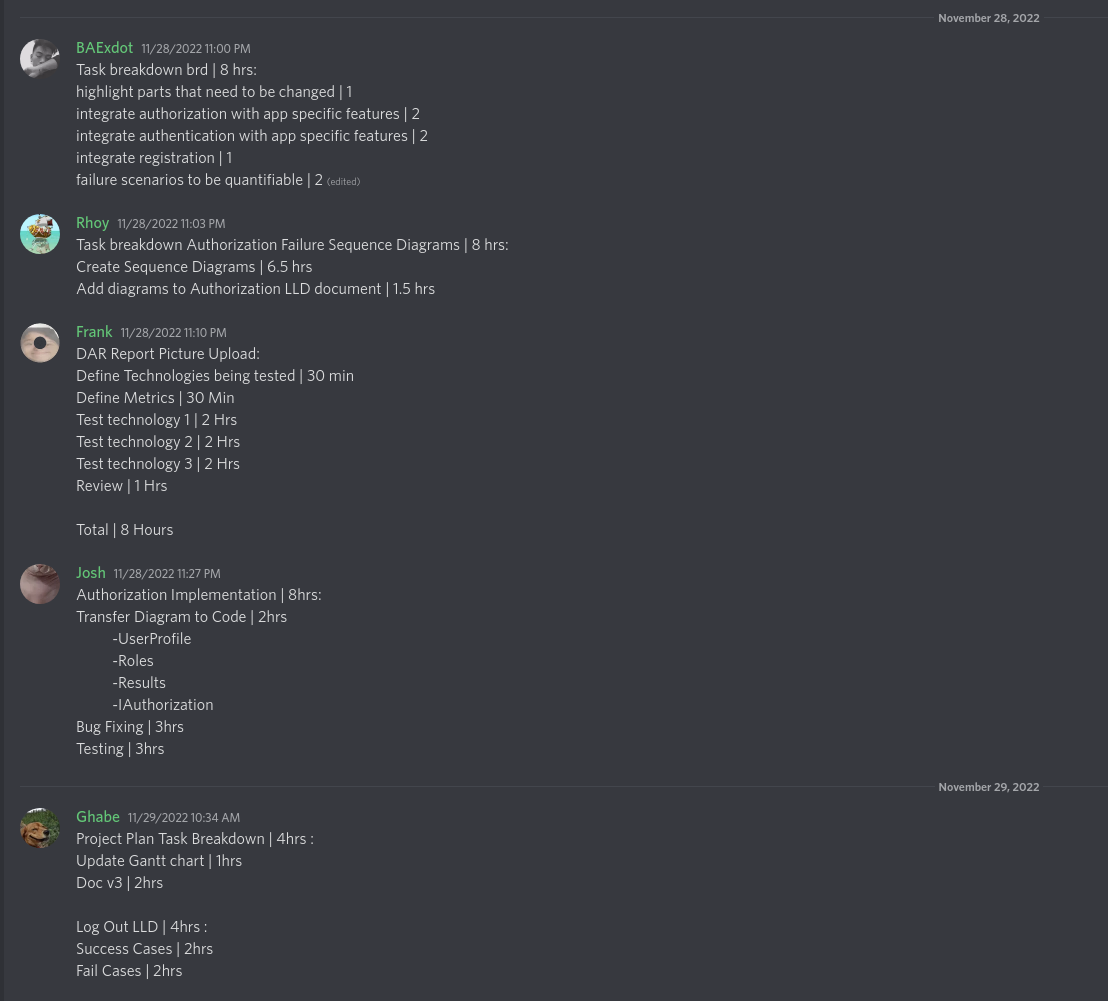 November 28, 2022
BAExdot 11/28/2022 11:00 PM
Task breakdown brd | 8 hrs:
highlight parts that need to be changed | 1
integrate authorization with app specific features | 2
integrate authentication with app specific features | 2
integrate registration | 1
failure scenarios to be quantifiable | 2 (edited)
Rhoy 11/28/2022 11:03 PM
Task breakdown Authorization Failure Sequence Diagrams | 8 hrs:
Create Sequence Diagrams | 6.5 hrs
Add diagrams to Authorization LLD document | 1.5 hrs
Frank 11/28/2022 11:10 PM
DAR Report Picture Upload:
Define Technologies being tested | 30 min
Define Metrics | 30 Min
Test technology 1 | 2 Hrs
Test technology 2 | 2 Hrs
Test technology 3 | 2 Hrs
Review | 1 Hrs
Total | 8 Hours
Josh 11/28/2022 11:27 PM
Authorization Implementation | 8hrs:
Transfer Diagram to Code | 2hrs
-UserProfile
-Roles
-Results
-IAuthorization
Bug Fixing | 3hrs
Testing | 3hrs
November 29, 2022
Ghabe 11/29/2022 10:34 AM
Project Plan Task Breakdown | 4hrs :
Update Gantt chart | 1hrs
Doc v3 | 2hrs
Log Out LLD | 4hrs :
Success Cases | 2hrs
Fail Cases | 2hrs